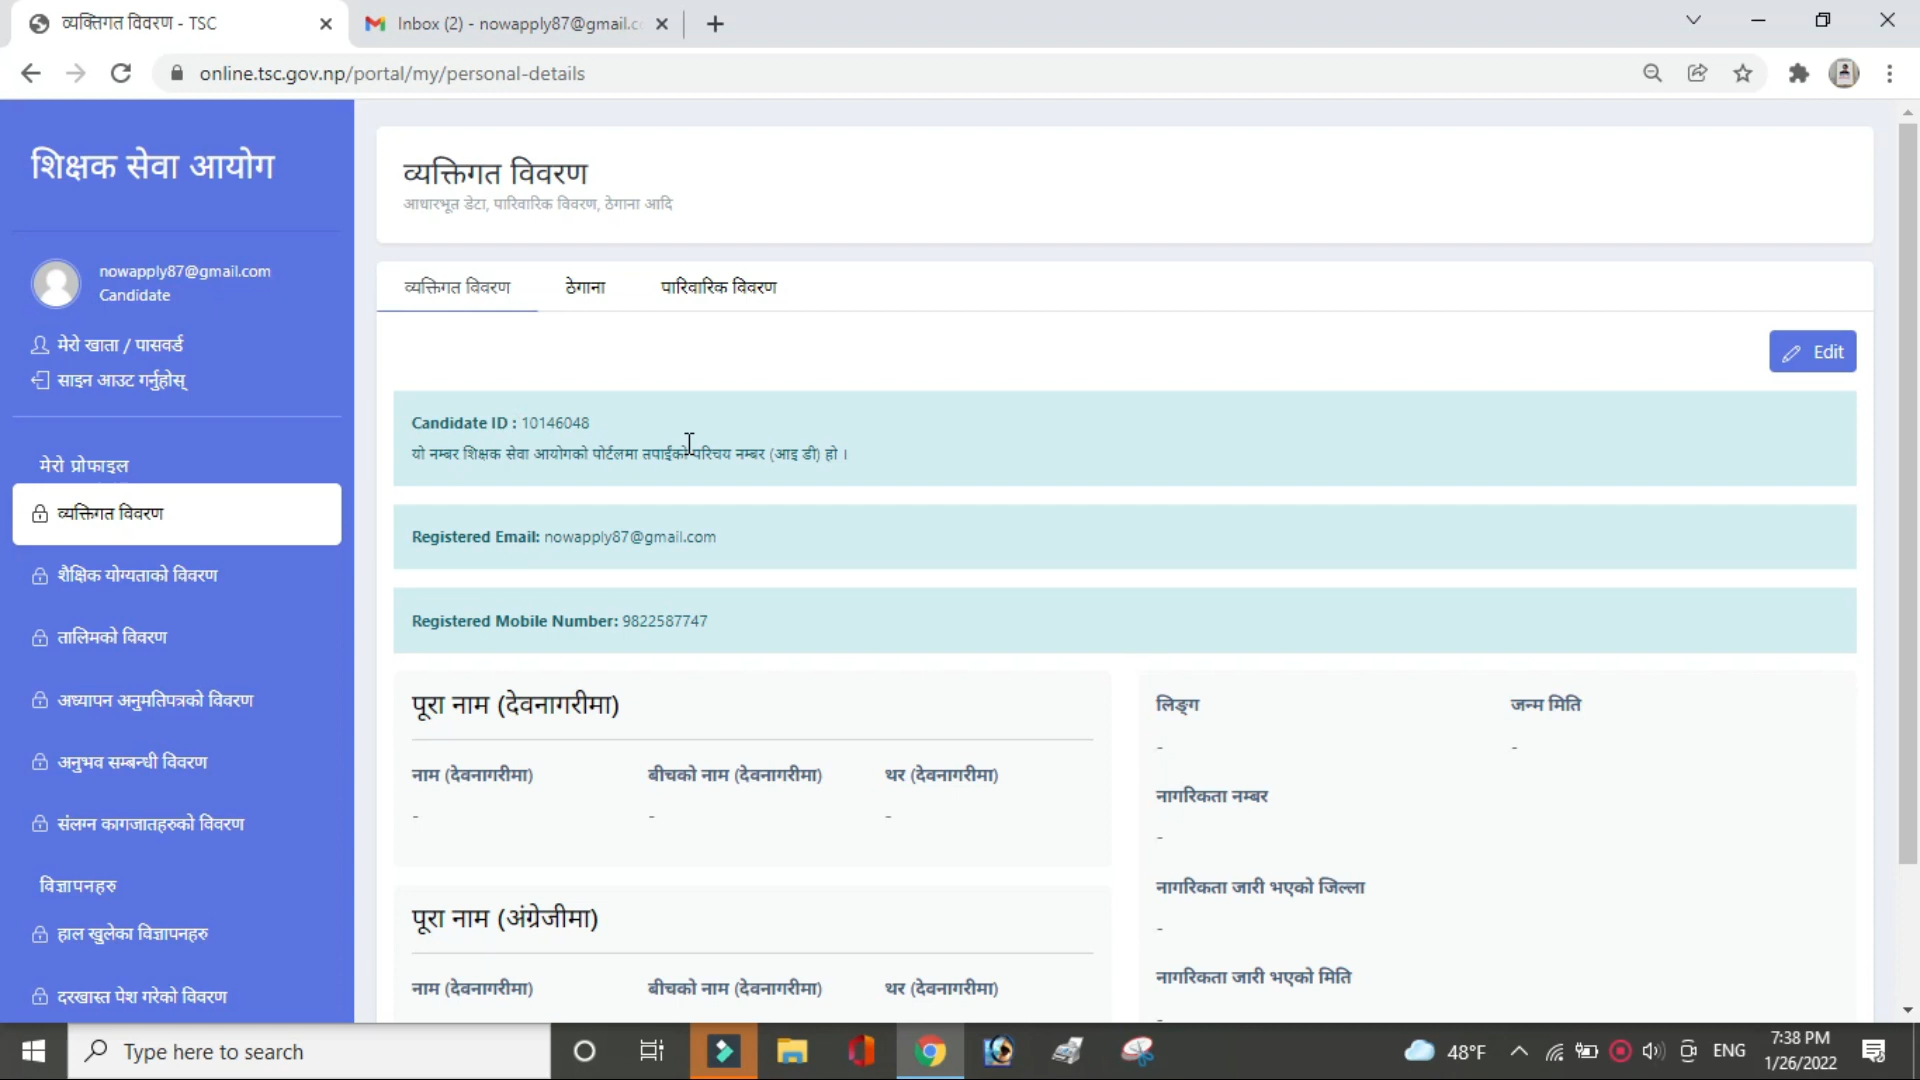 व्यक्तिगत विवरण - TSC
Inbox (2) - nowapply87@gmail.c
online.tsc.gov.np/portal/my/personal-details
शिक्षक सेवा आयोग
nowapply87@gmail.com
Candidate
मेरो खाता / पासवर्ड
साइन आउट गर्नुहोस्
मेरो प्रोफाइल
व्यक्तिगत विवरण
शैक्षिक योग्यताको विवरण
तालिमको विवरण
अध्यापन अनुमतिपत्रको विवरण
अनुभव सम्बन्धी विवरण
संलग्न कागजातहरुको विवरण
विज्ञापनहरु
हाल खुलेका विज्ञापनहरु
दरखास्त पेश गरेको विवरण
व्यक्तिगत विवरण
आधारभूत डेटा, पारिवारिक विवरण, ठेगाना आदि
व्यक्तिगत विवरण ठेगाना पारिवारिक विवरण
Edit
Candidate ID : 10146048
यो नम्बर शिक्षक सेवा आयोगको पोर्टलमा तपाईंको परिचय नम्बर (आइ डी) हो ।
Registered Email: nowapply87@gmail.com
Registered Mobile Number: 9822587747
पूरा नाम (देवनागरीमा)
नाम (देवनागरीमा) बीचको नाम (देवनागरीमा) थर (देवनागरीमा)
- - -
पूरा नाम (अंग्रेजीमा)
नाम (देवनागरीमा) बीचको नाम (देवनागरीमा) थर (देवनागरीमा)
लिङ्ग जन्म मिति
- -
नागरिकता नम्बर
-
नागरिकता जारी भएको जिल्ला
-
नागरिकता जारी भएको मिति
-
Type here to search
48°F
ENG
7:38 PM
1/26/2022